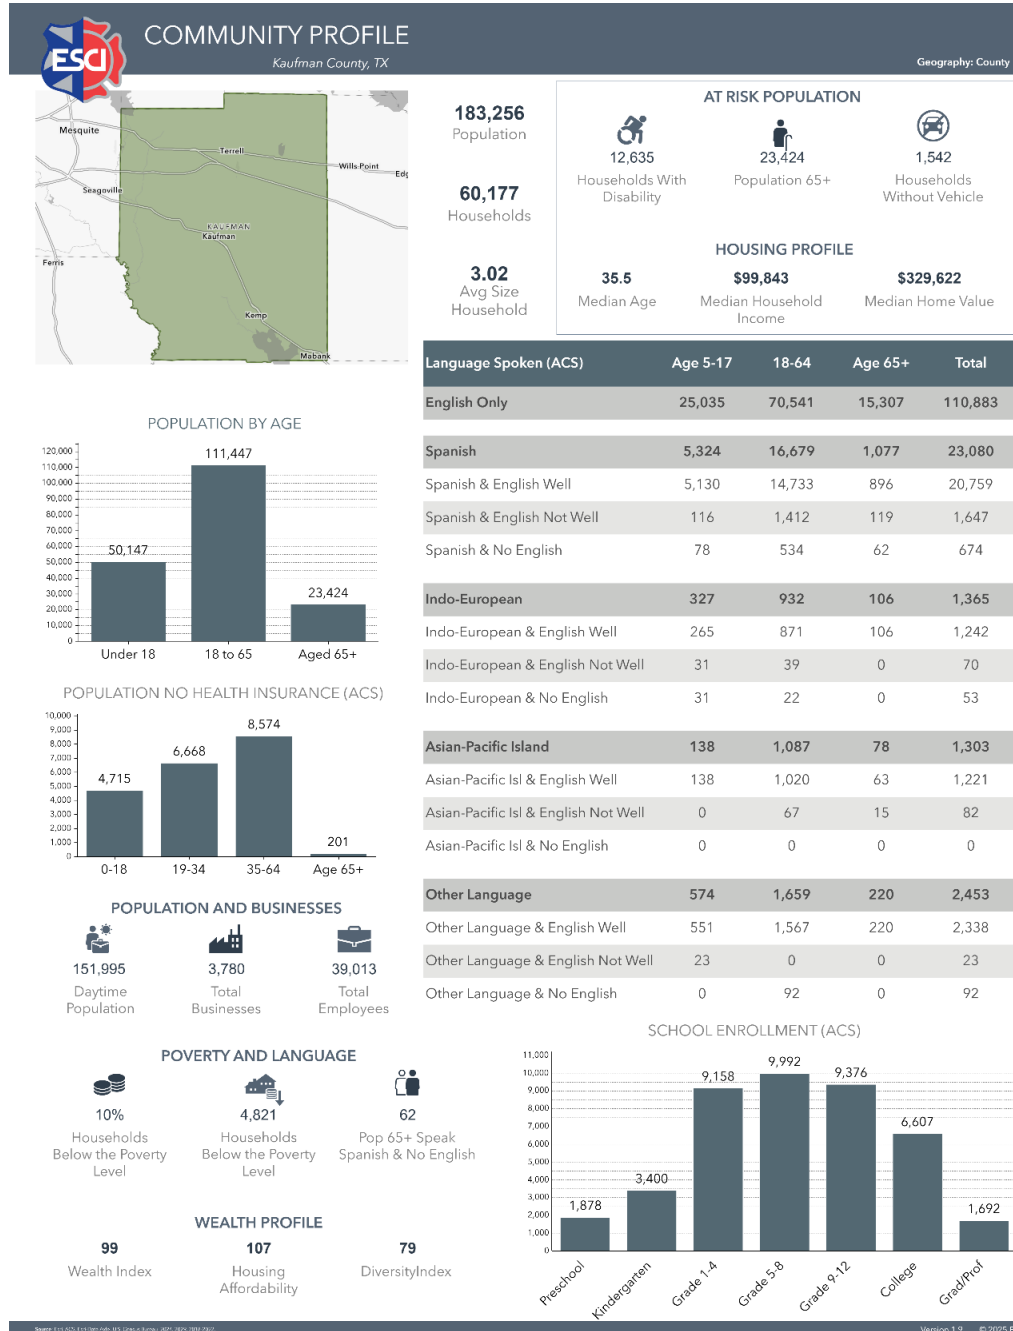 ESCI
COMMUNITY PROFILE
Kaufman County, TX
Geography: County
Mesquite
Terrell
Wills Point
Edg
Seagoville
KAUFMAN
Kaufman
Ferris
Kemp
Mabank
183,256
Population
60,177
Households
3.02
Avg Size
Household
AT RISK POPULATION
12,635
23,424
1,542
Households With
Disability
Population 65+
Households
Without Vehicle
HOUSING PROFILE
35.5
$99,843
$329,622
Median Age
Median Household
Income
Median Home Value
Language Spoken (ACS) Age 5-17 18-64 Age 65+ Total
English Only 25,035 70,541 15,307 110,883
Spanish 5,324 16,679 1,077 23,080
Spanish & English Well 5,130 14,733 896 20,759
Spanish & English Not Well 116 1,412 119 1,647
Spanish & No English 78 534 62 674
Indo-European 327 932 106 1,365
Indo-European & English Well 265 871 106 1,242
Indo-European & English Not Well 31 39 0 70
Indo-European & No English 31 22 0 53
Asian-Pacific Island 138 1,087 78 1,303
Asian-Pacific Isl & English Well 138 1,020 63 1,221
Asian-Pacific Isl & English Not Well 0 67 15 82
Asian-Pacific Isl & No English 0 0 0 0
Other Language 574 1,659 220 2,453
Other Language & English Well 551 1,567 220 2,338
Other Language & English Not Well 23 0 0 23
Other Language & No English 0 92 0 92
POPULATION BY AGE
120,000
110,000
100,000
90,000
80,000
70,000
60,000
50,000
40,000
30,000
20,000
10,000
0
50,147
111,447
23,424
Under 18 18 to 65 Aged 65+
POPULATION NO HEALTH INSURANCE (ACS)
10,000
9,000
8,000
7,000
6,000
5,000
4,000
3,000
2,000
1,000
0
4,715
6,668
8,574
201
0-18 19-34 35-64 Age 65+
POPULATION AND BUSINESSES
151,995 3,780 39,013
Daytime
Population
Total
Businesses
Total
Employees
POVERTY AND LANGUAGE
10% 4,821 62
Households
Below the Poverty
Level
Households
Below the Poverty
Level
Pop 65+ Speak
Spanish & No English
WEALTH PROFILE
99 107 79
Wealth Index
Housing
Affordability
DiversityIndex
SCHOOL ENROLLMENT (ACS)
11,000
10,000
9,000
8,000
7,000
6,000
5,000
4,000
3,000
2,000
1,000
0
1,878
3,400
9,158
9,992
9,376
6,607
1,692
Preschool
Kindergarten
Grade 1-4
Grade 5-8
Grade 9-12
College
Grad/Prof
Version 1.9 © 2025